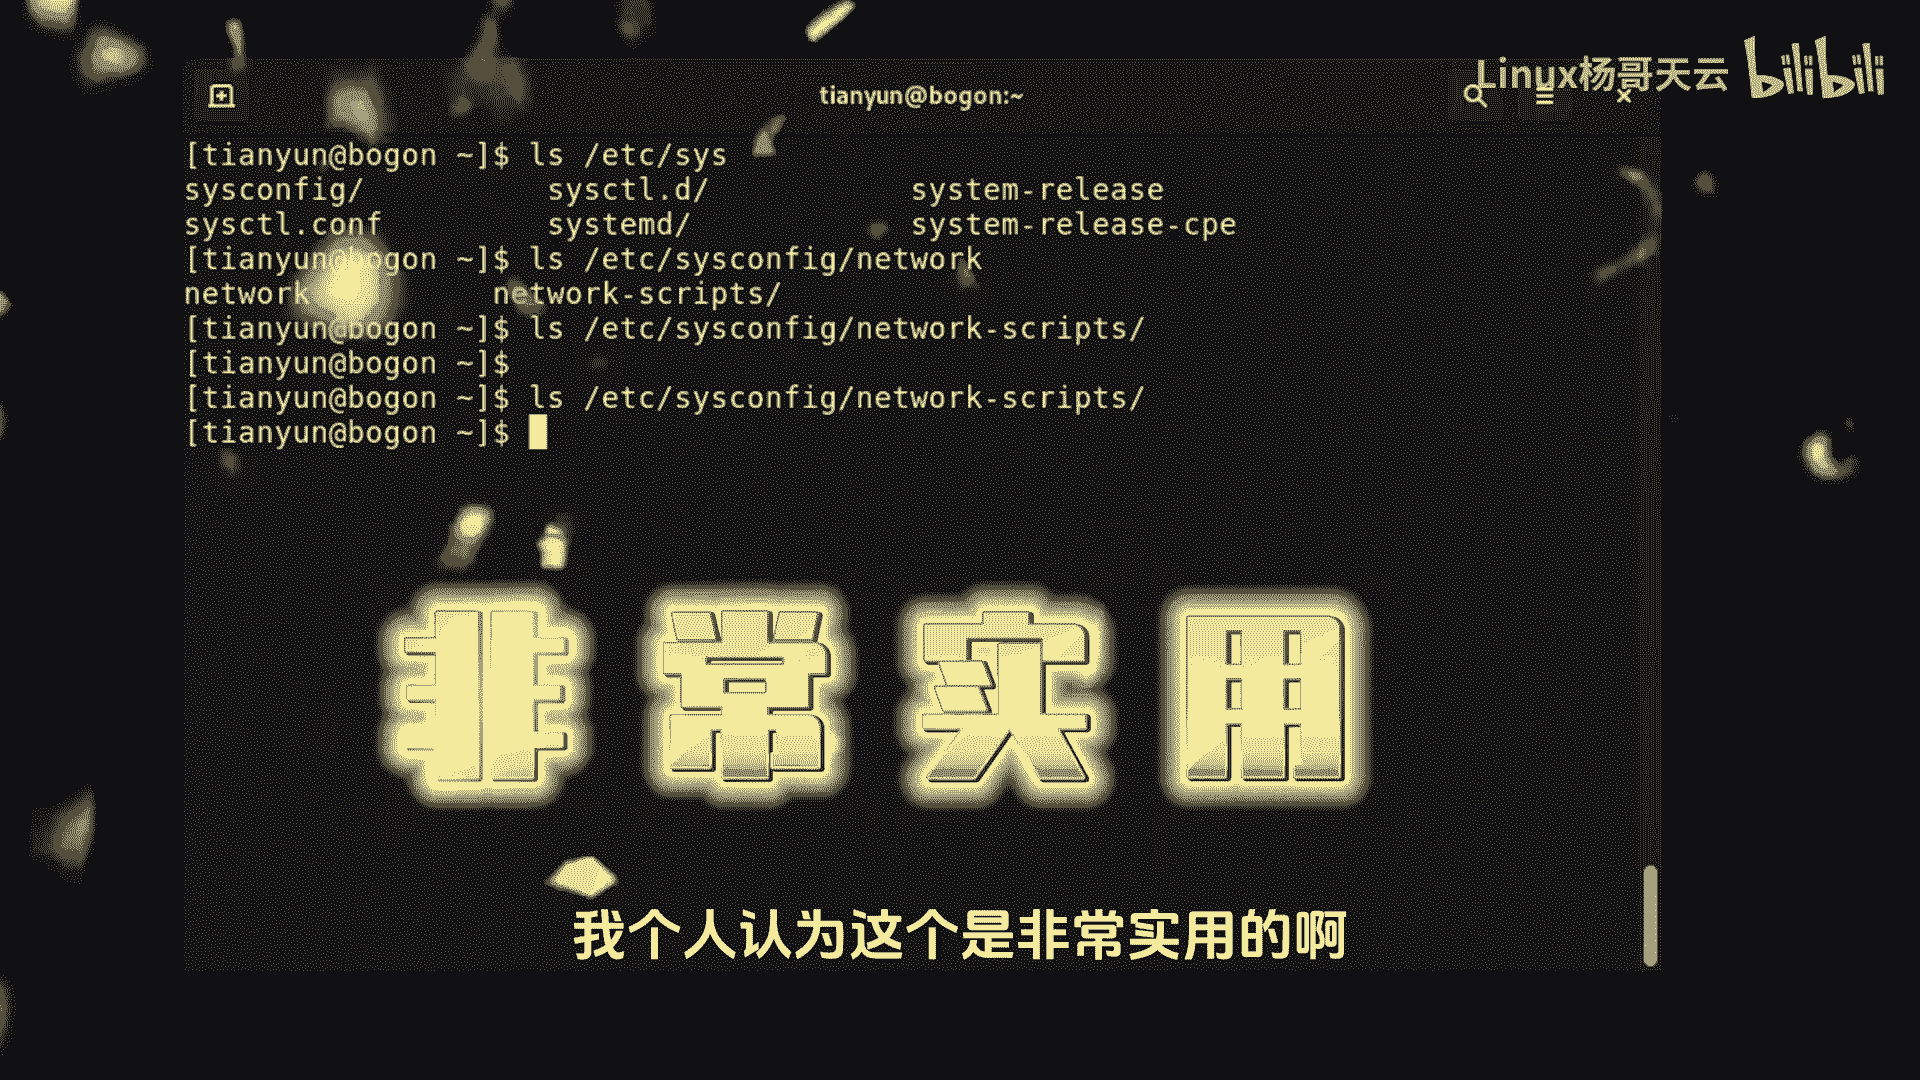 Linux杨哥天云 bilibili
tianyun@bogon:~
[tianyun@bogon ~]$ ls /etc/sys
sysconfig/ sysctl.d/ system-release
sysctl.conf systemd/ system-release-cpe
[tianyun@bogon ~]$ ls /etc/sysconfig/network
network network-scripts/
[tianyun@bogon ~]$ ls /etc/sysconfig/network-scripts/
[tianyun@bogon ~]$
[tianyun@bogon ~]$ ls /etc/sysconfig/network-scripts/
[tianyun@bogon ~]$
非常实用
我个人认为这个是非常实用的啊